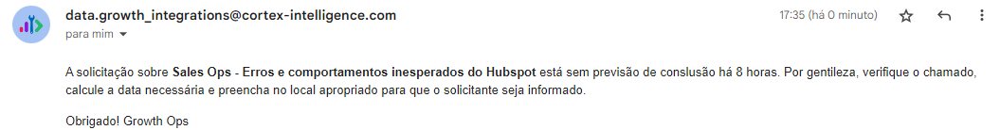 data.growth_integrations@cortex-intelligence.com
17:35 (há 0 minuto)
para mim
A solicitação sobre Sales Ops - Erros e comportamentos inesperados do Hubspot está sem previsão de conslusão há 8 horas. Por gentileza, verifique o chamado,
calcule a data necessária e preencha no local apropriado para que o solicitante seja informado.
Obrigado! Growth Ops